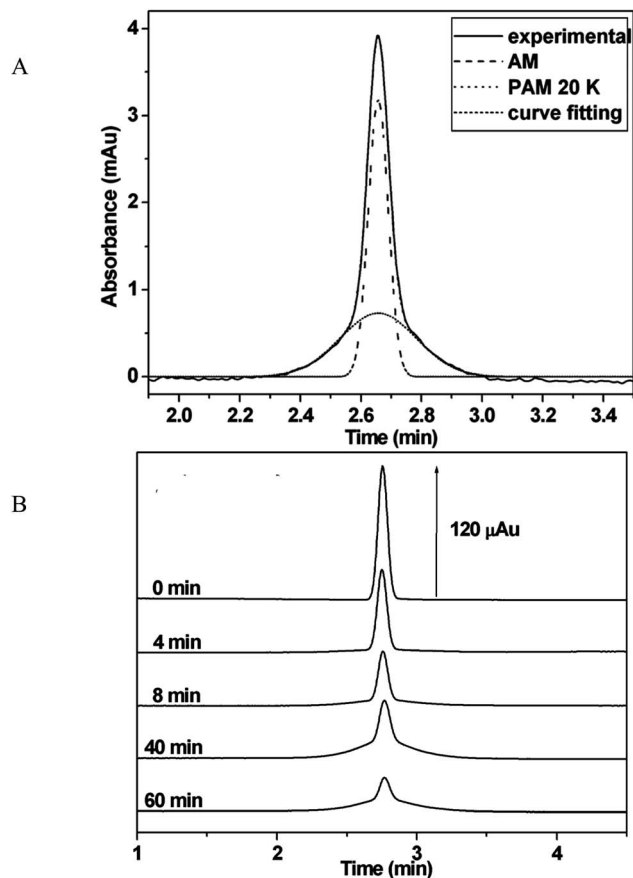 A
4
3
2
1
0
Absorbance (mAu)
experimental
AM
PAM 20 K
curve fitting
2.0 2.2 2.4 2.6 2.8 3.0 3.2 3.4
Time (min)
B
120 μAu
0 min
4 min
8 min
40 min
60 min
1 2 3 4
Time (min)